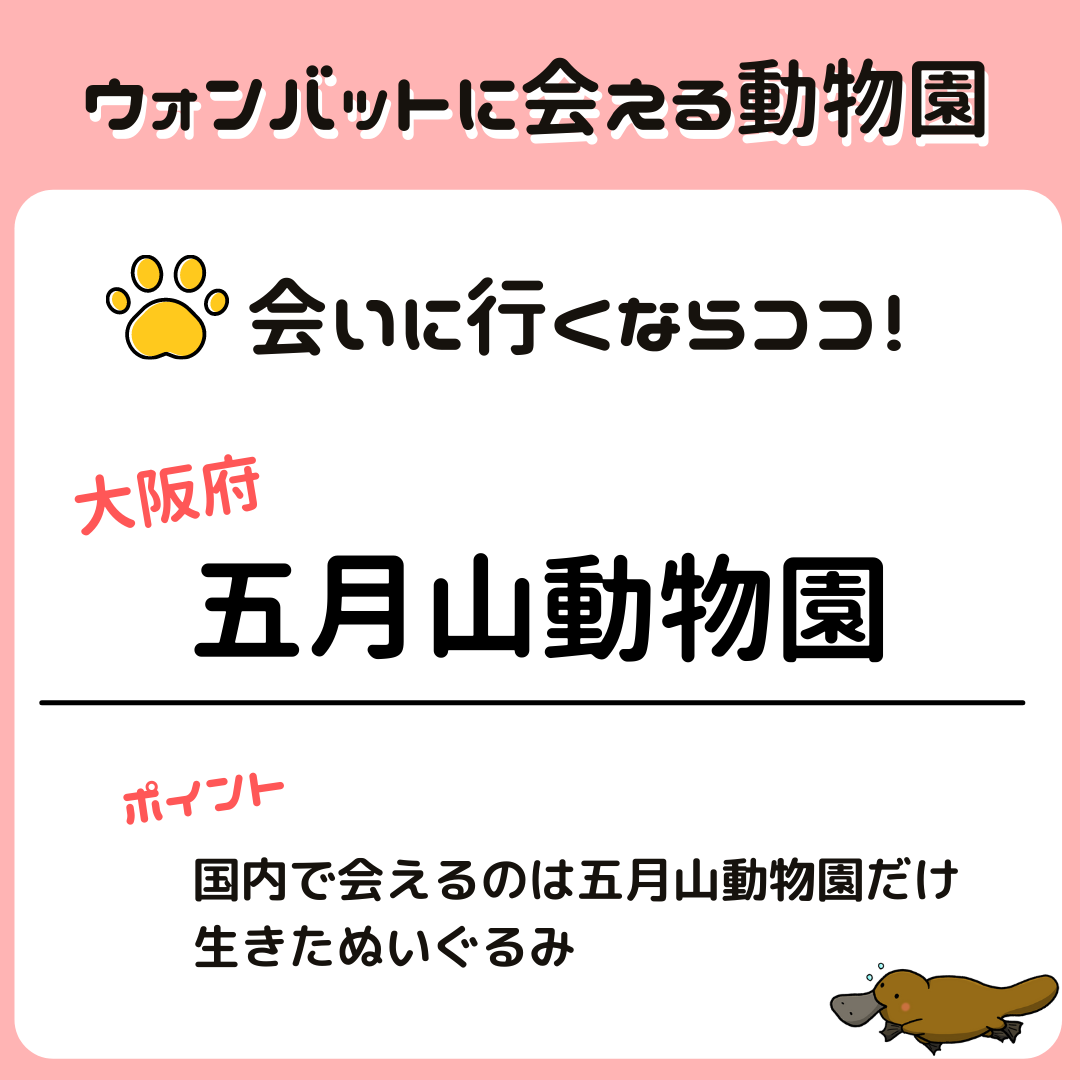 ウォンバットに会える動物園
会いに行くならココ!
大阪府
五月山動物園
ポイント
国内で会えるのは五月山動物園だけ
生きたぬいぐるみ